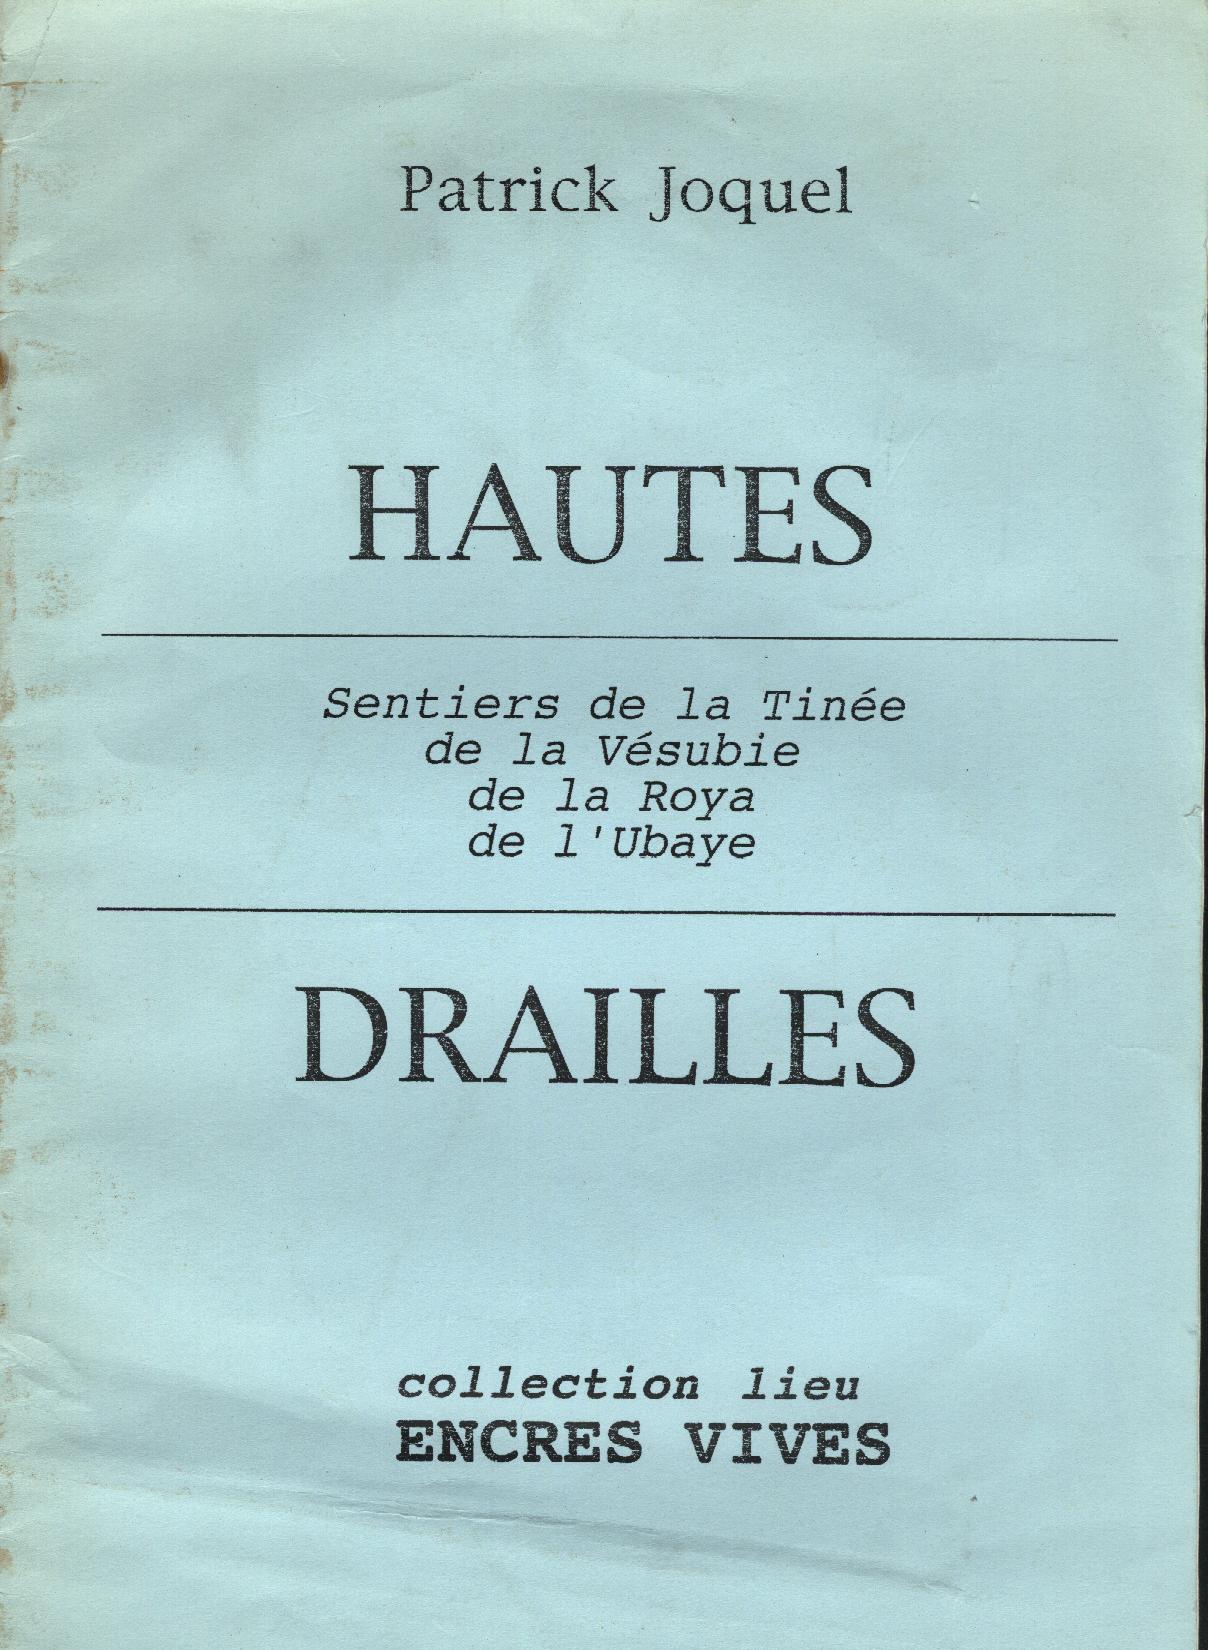 Patrick Joquel
HAUTES
Sentiers de la Tinée
de la Vésubie
de la Roya
de l'Ubaye
DRAILLES
collection lieu
ENCRES VIVES